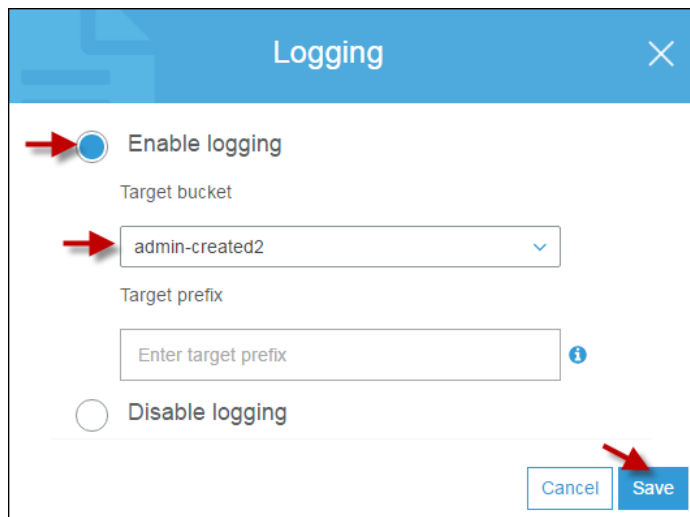 Logging
Enable logging
Target bucket
admin-created2
Target prefix
Enter target prefix
Disable logging
Cancel Save